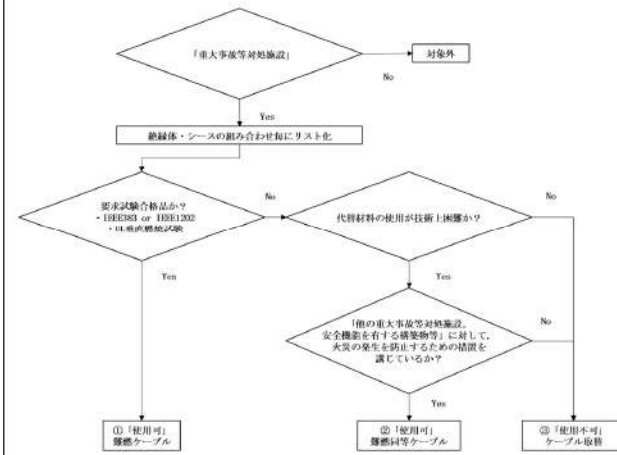 「重大事故等対処施設」
対象外
No
Yes
絶縁体・シースの組み合わせ毎にリスト化
要求試験合格品か？
・IEEE383 or IEEE1202
・UL垂直燃焼試験
No
代替材料の使用が技術上困難か？
No
Yes
Yes
「他の重大事故等対処施設，
安全機能を有する構築物等」に対して，
火災の発生を防止するための措置を
講じているか？
No
Yes
①「使用可」
難燃ケーブル
②「使用可」
難燃同等ケーブル
③「使用不可」
ケーブル取替